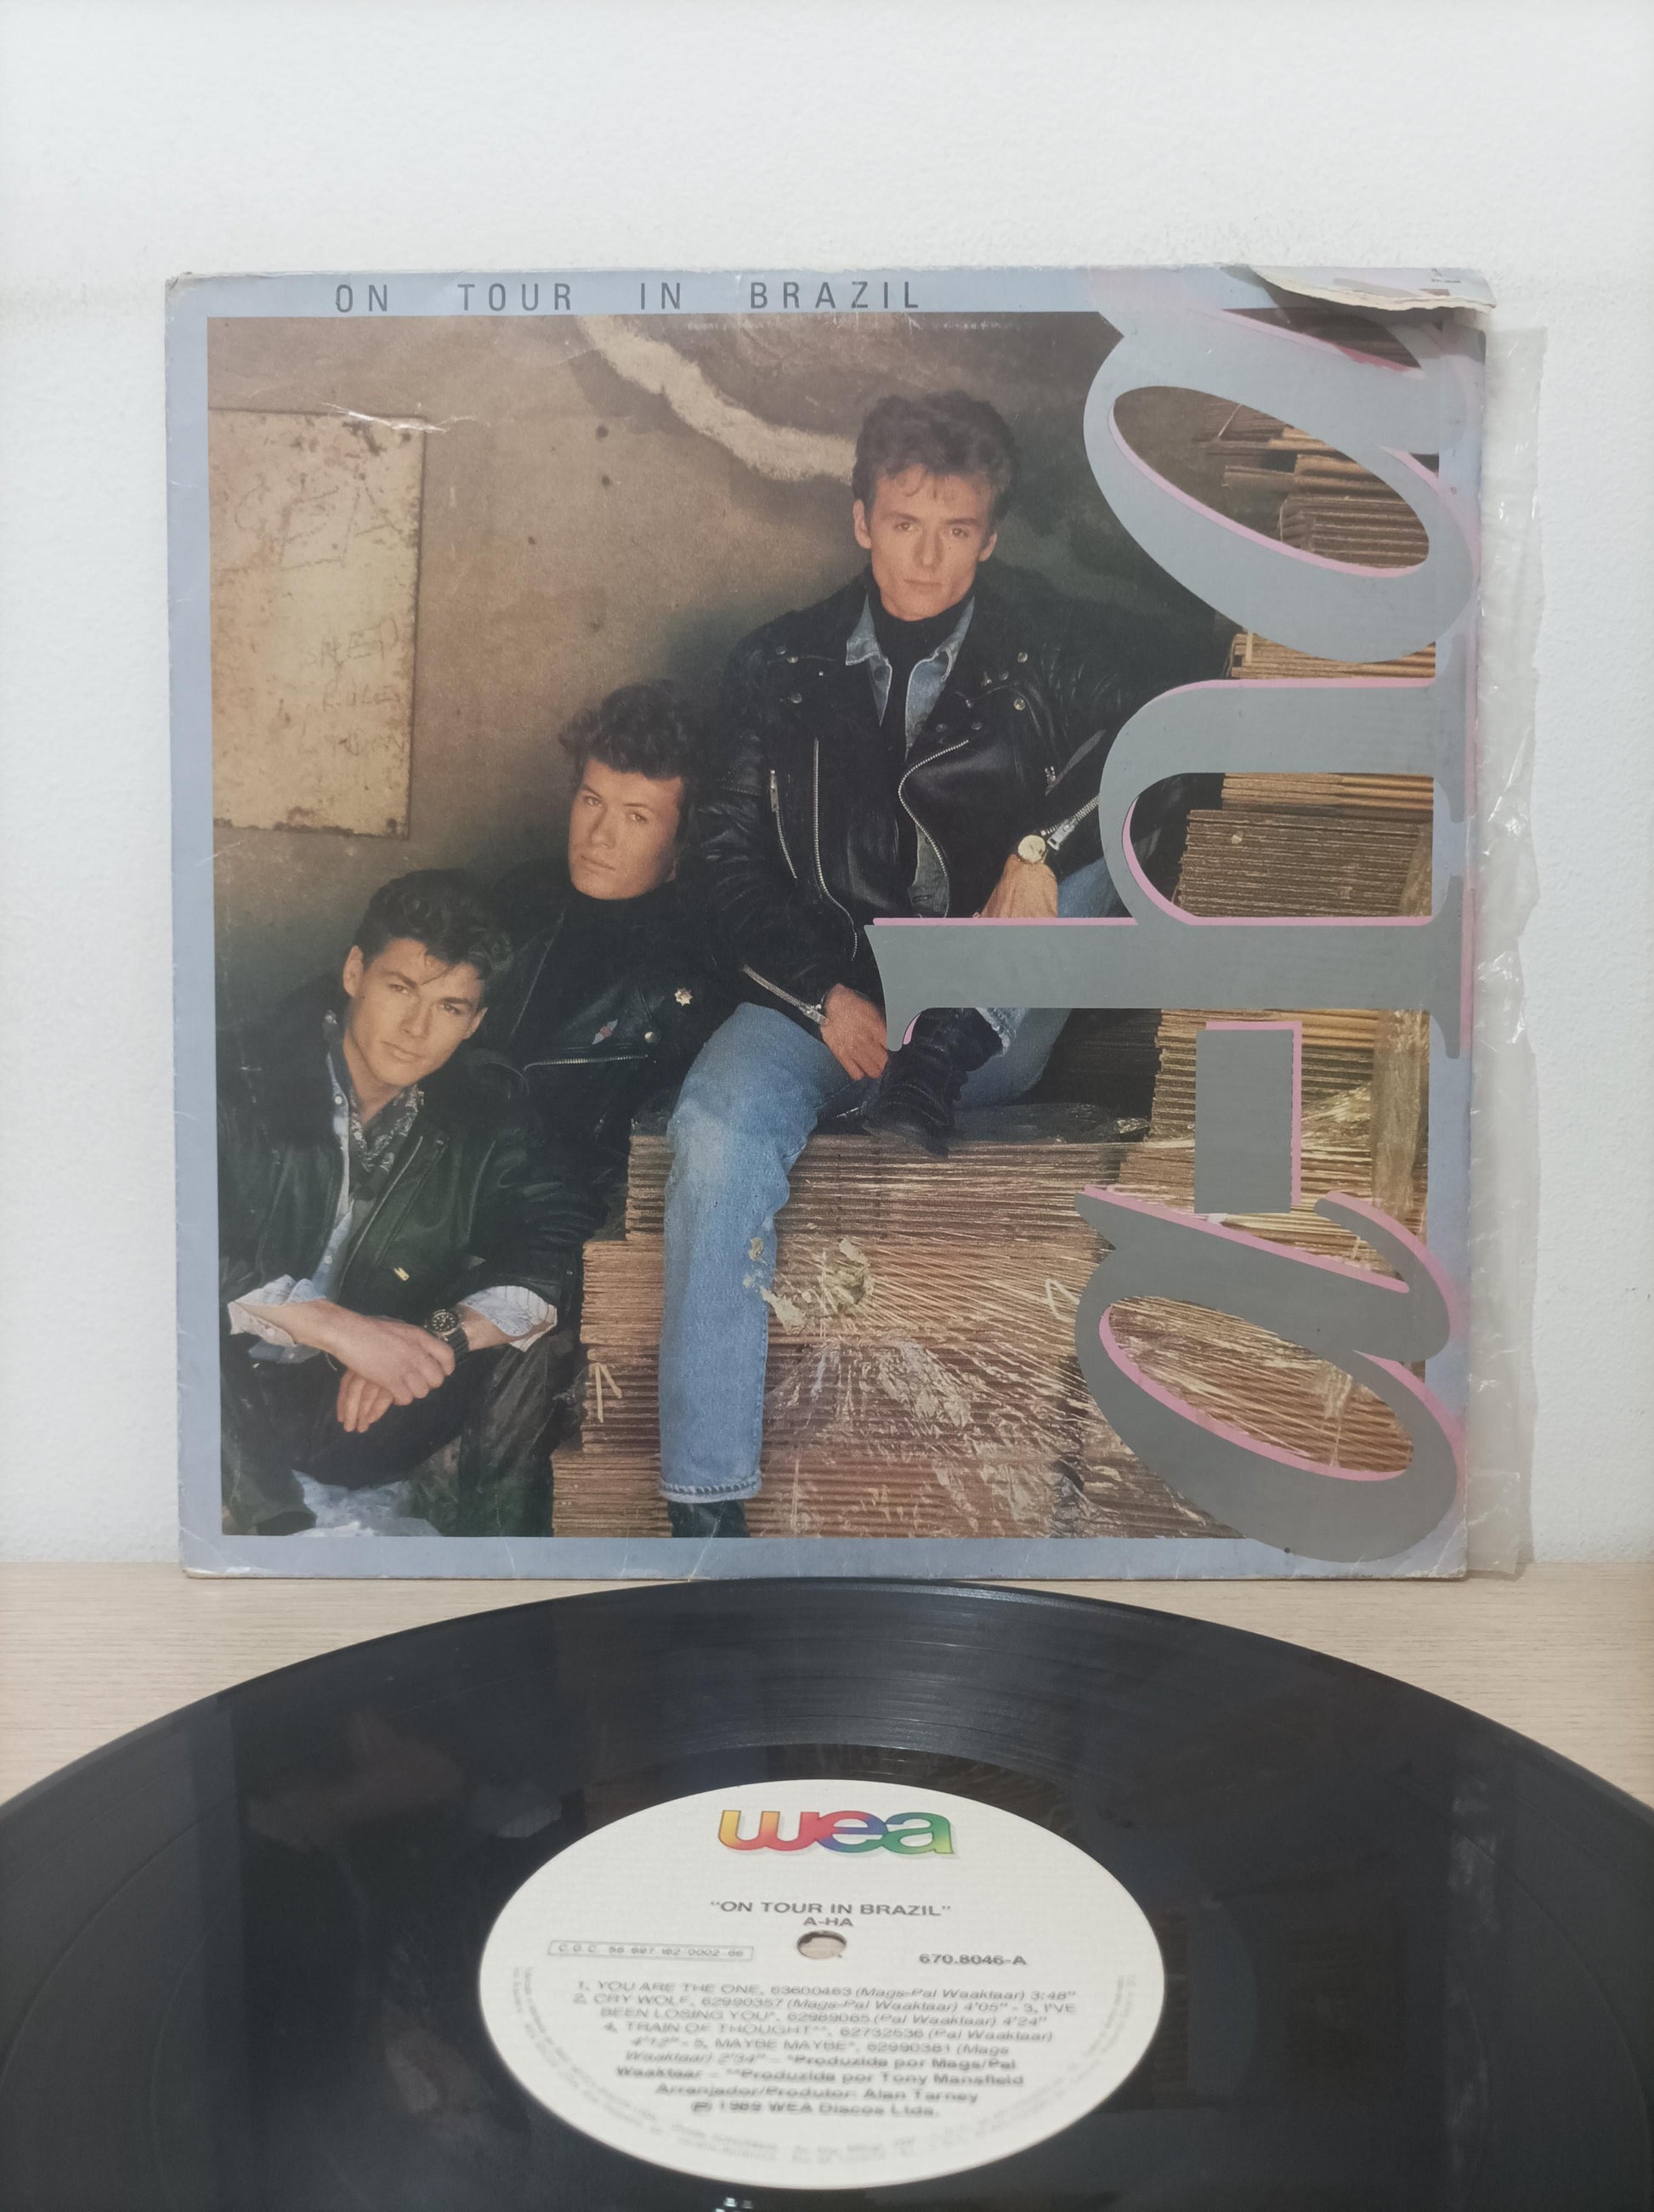 ON TOUR IN BRAZIL
a-ha
wea
"ON TOUR IN BRAZIL"
A-HA
670.8046-A
1. YOU ARE THE ONE, 63600463 (Mags-Pal Waaktaar) 3:48"
2. CRY WOLF, 62990357 (Mags-Pal Waaktaar) 4'05" - 3. I'VE
BEEN LOSING YOU*, 62989065 (Pal Waaktaar) 4'24"
4. TRAIN OF THOUGHT**, 62732536 (Pal Waaktaar)
4'12" - 5. MAYBE MAYBE*, 62990381 (Mags
Waaktaar) 2'34" - *Produzida por Mags/Pal
Waaktaar - **Produzida por Tony Mansfield
Arranjador/Produtor: Alan Tarney
℗ 1989 WEA Discos Ltda.